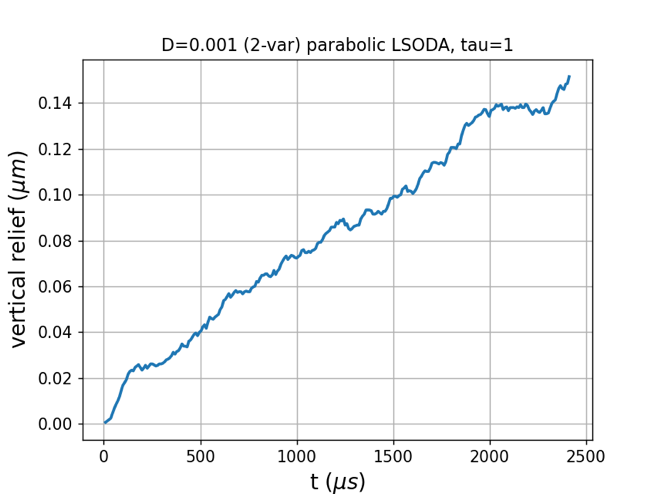 D=0.001 (2-var) parabolic LSODA, tau=1
vertical relief (μm)
0.14
0.12
0.10
0.08
0.06
0.04
0.02
0.00
0 500 1000 1500 2000 2500
t (μs)